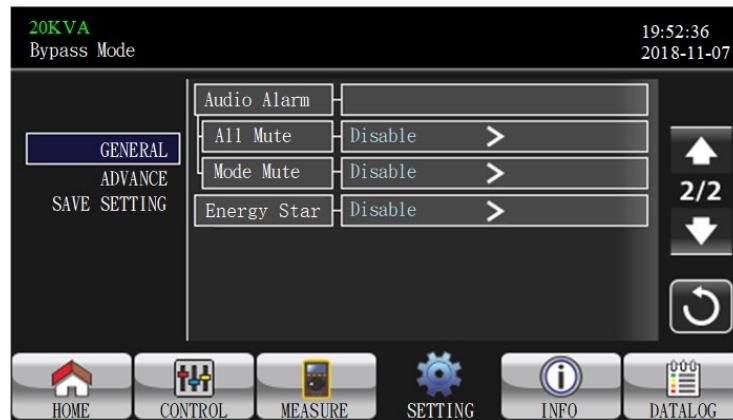 20KVA
19:52:36
Bypass Mode
2018-11-07
Audio Alarm
All Mute Disable >
GENERAL
Mode Mute Disable >
ADVANCE
2/2
SAVE SETTING
Energy Star Disable >
HOME CONTROL MEASURE SETTING INFO DATALOG